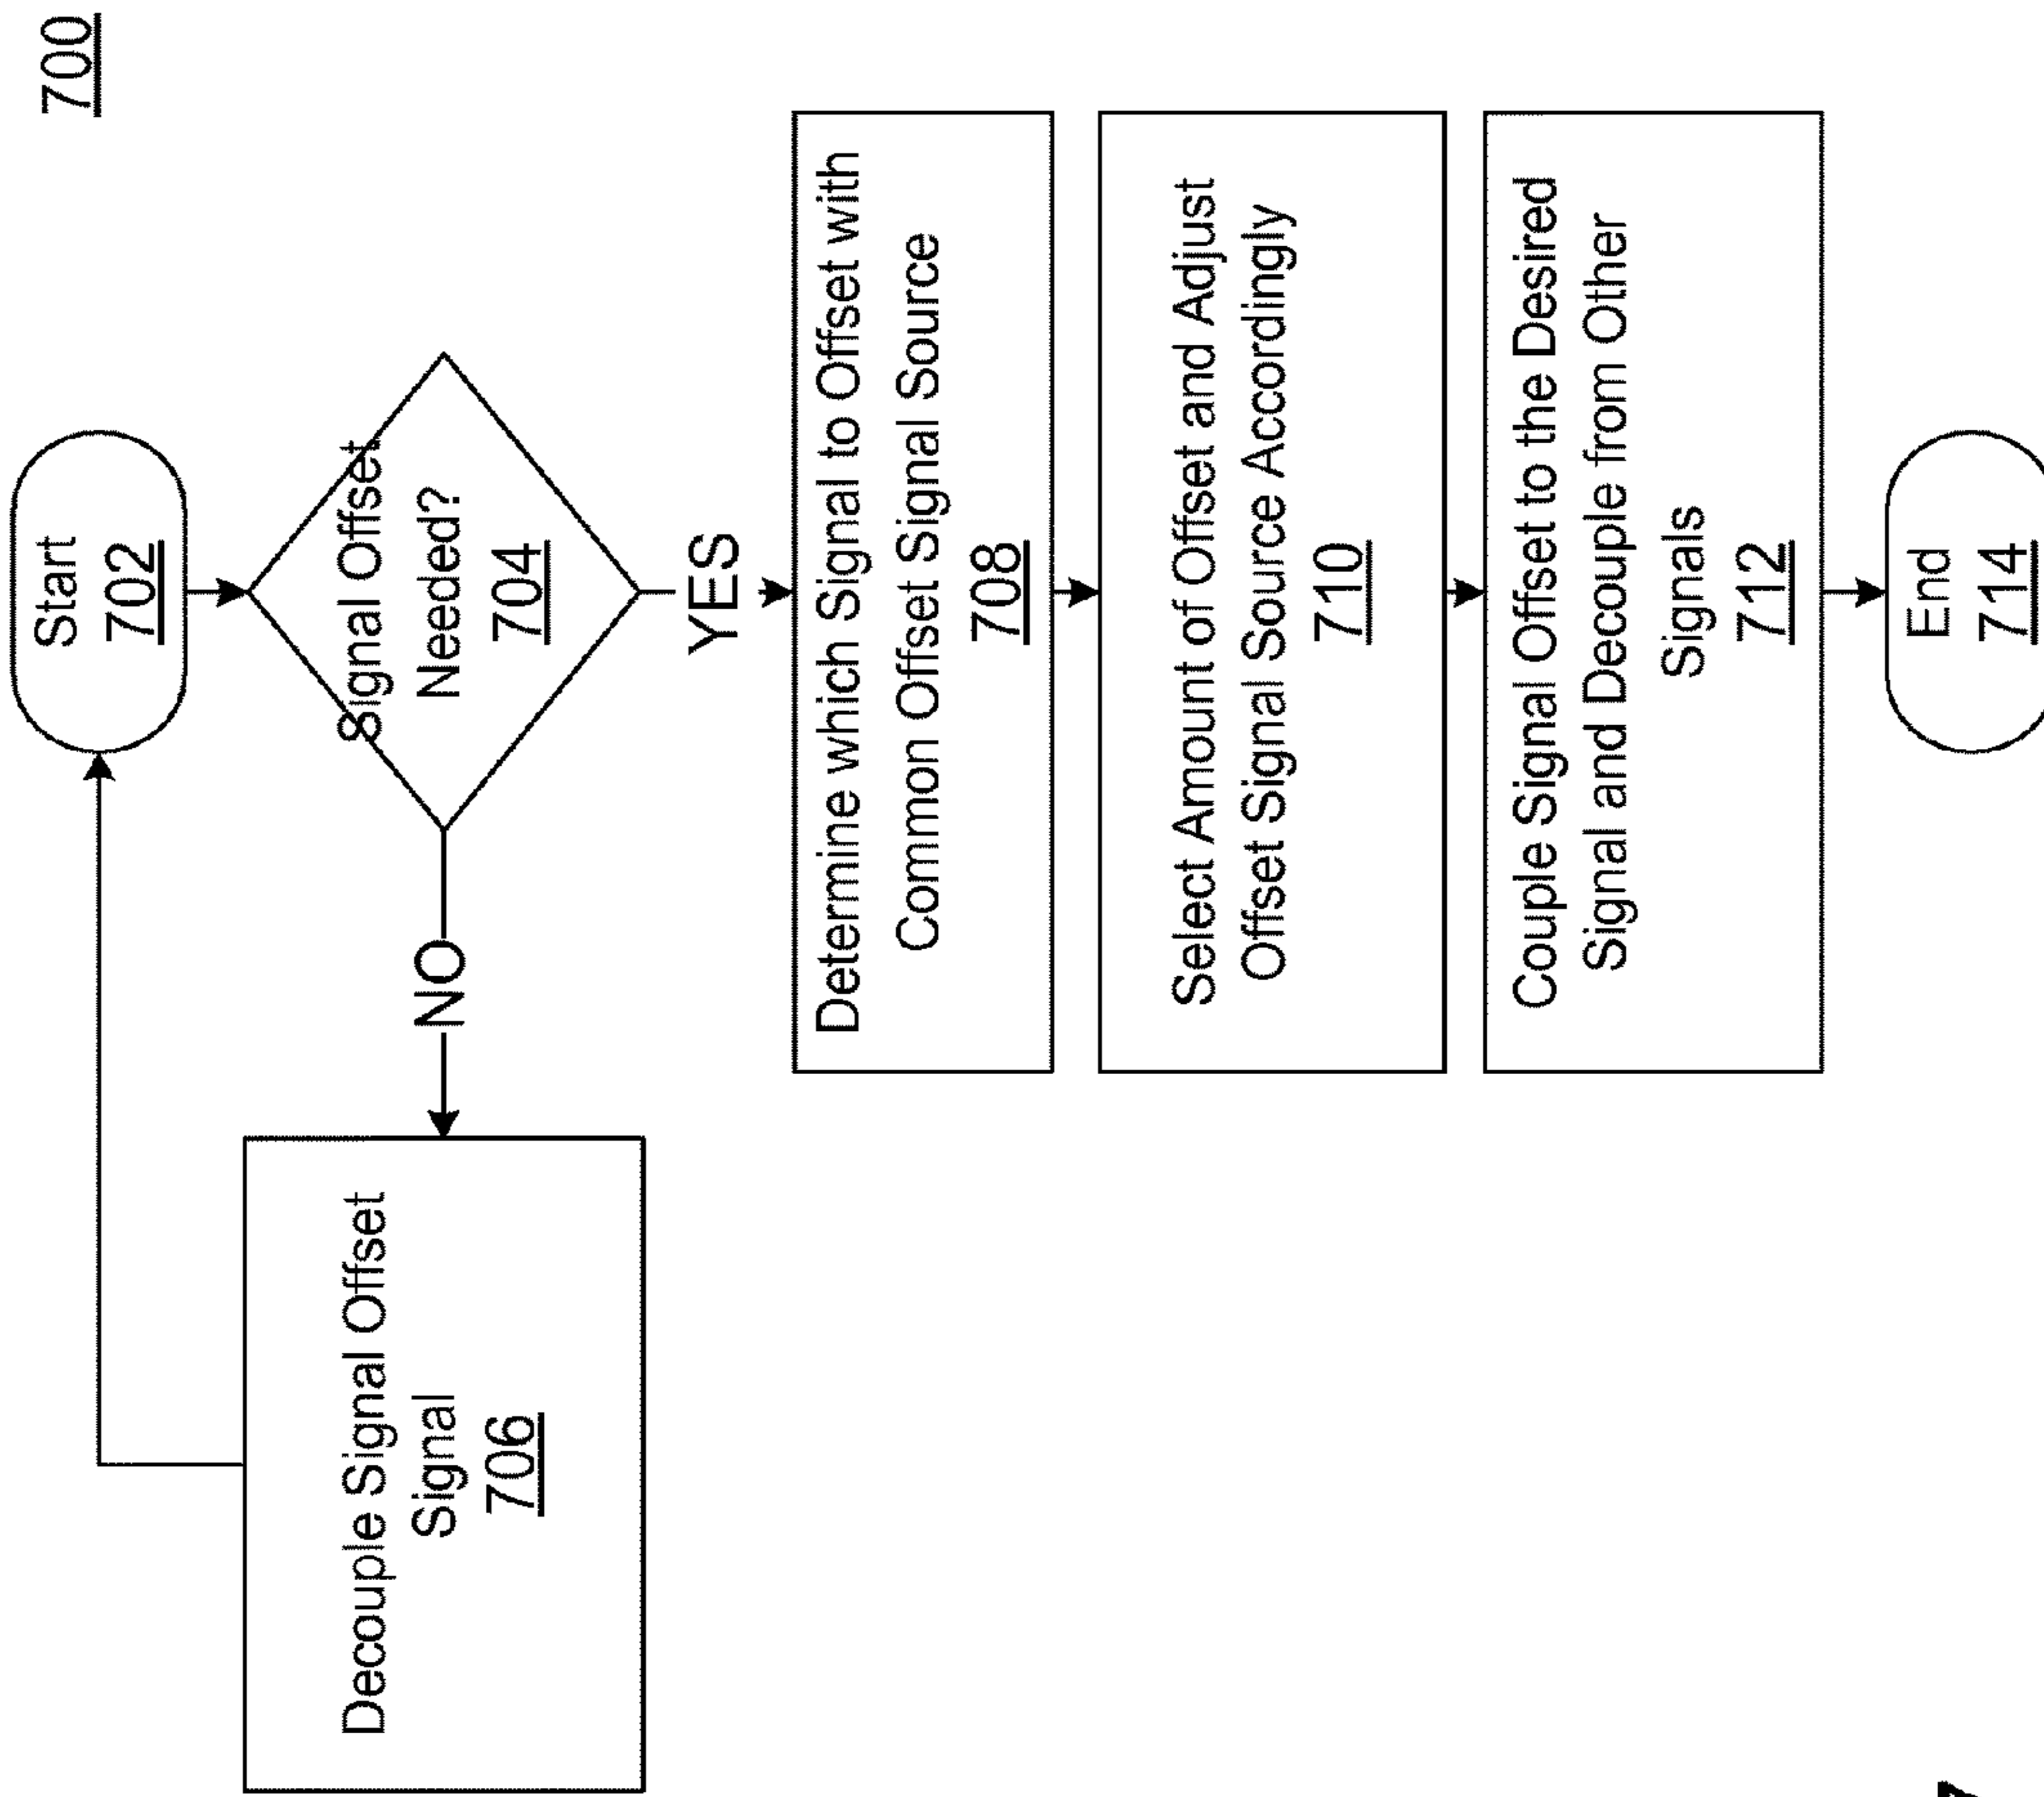 700
Start
702
Signal Offset
Needed?
704
NO
YES
Decouple Signal Offset
Signal
706
Determine which Signal to Offset with
Common Offset Signal Source
708
Select Amount of Offset and Adjust
Offset Signal Source Accordingly
710
Couple Signal Offset to the Desired
Signal and Decouple from Other
Signals
712
End
714